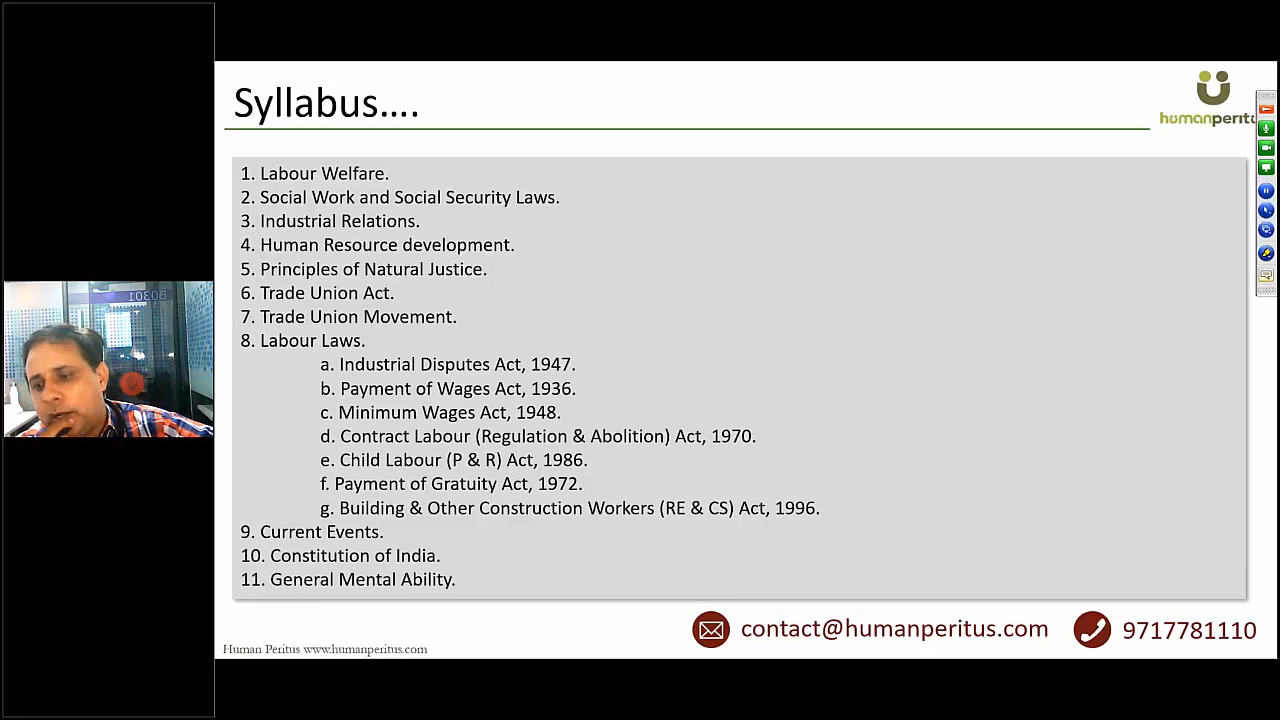 Syllabus....
humanperitu
1. Labour Welfare.
2. Social Work and Social Security Laws.
3. Industrial Relations.
4. Human Resource development.
5. Principles of Natural Justice.
6. Trade Union Act.
7. Trade Union Movement.
8. Labour Laws.
a. Industrial Disputes Act, 1947.
b. Payment of Wages Act, 1936.
c. Minimum Wages Act, 1948.
d. Contract Labour (Regulation & Abolition) Act, 1970.
e. Child Labour (P & R) Act, 1986.
f. Payment of Gratuity Act, 1972.
g. Building & Other Construction Workers (RE & CS) Act, 1996.
9. Current Events.
10. Constitution of India.
11. General Mental Ability.
contact@humanperitus.com
9717781110
Human Peritus www.humanperitus.com
B0301